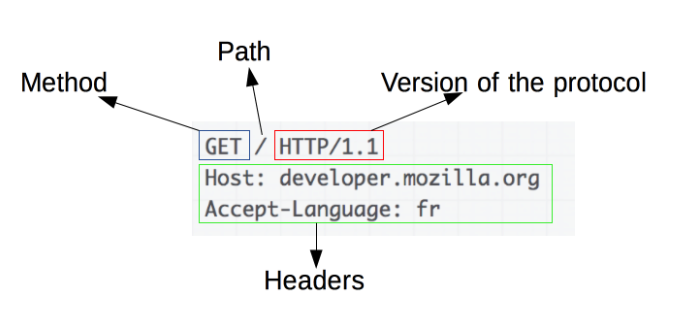 Path
Method
Version of the protocol
GET / HTTP/1.1
Host: developer.mozilla.org
Accept-Language: fr
Headers